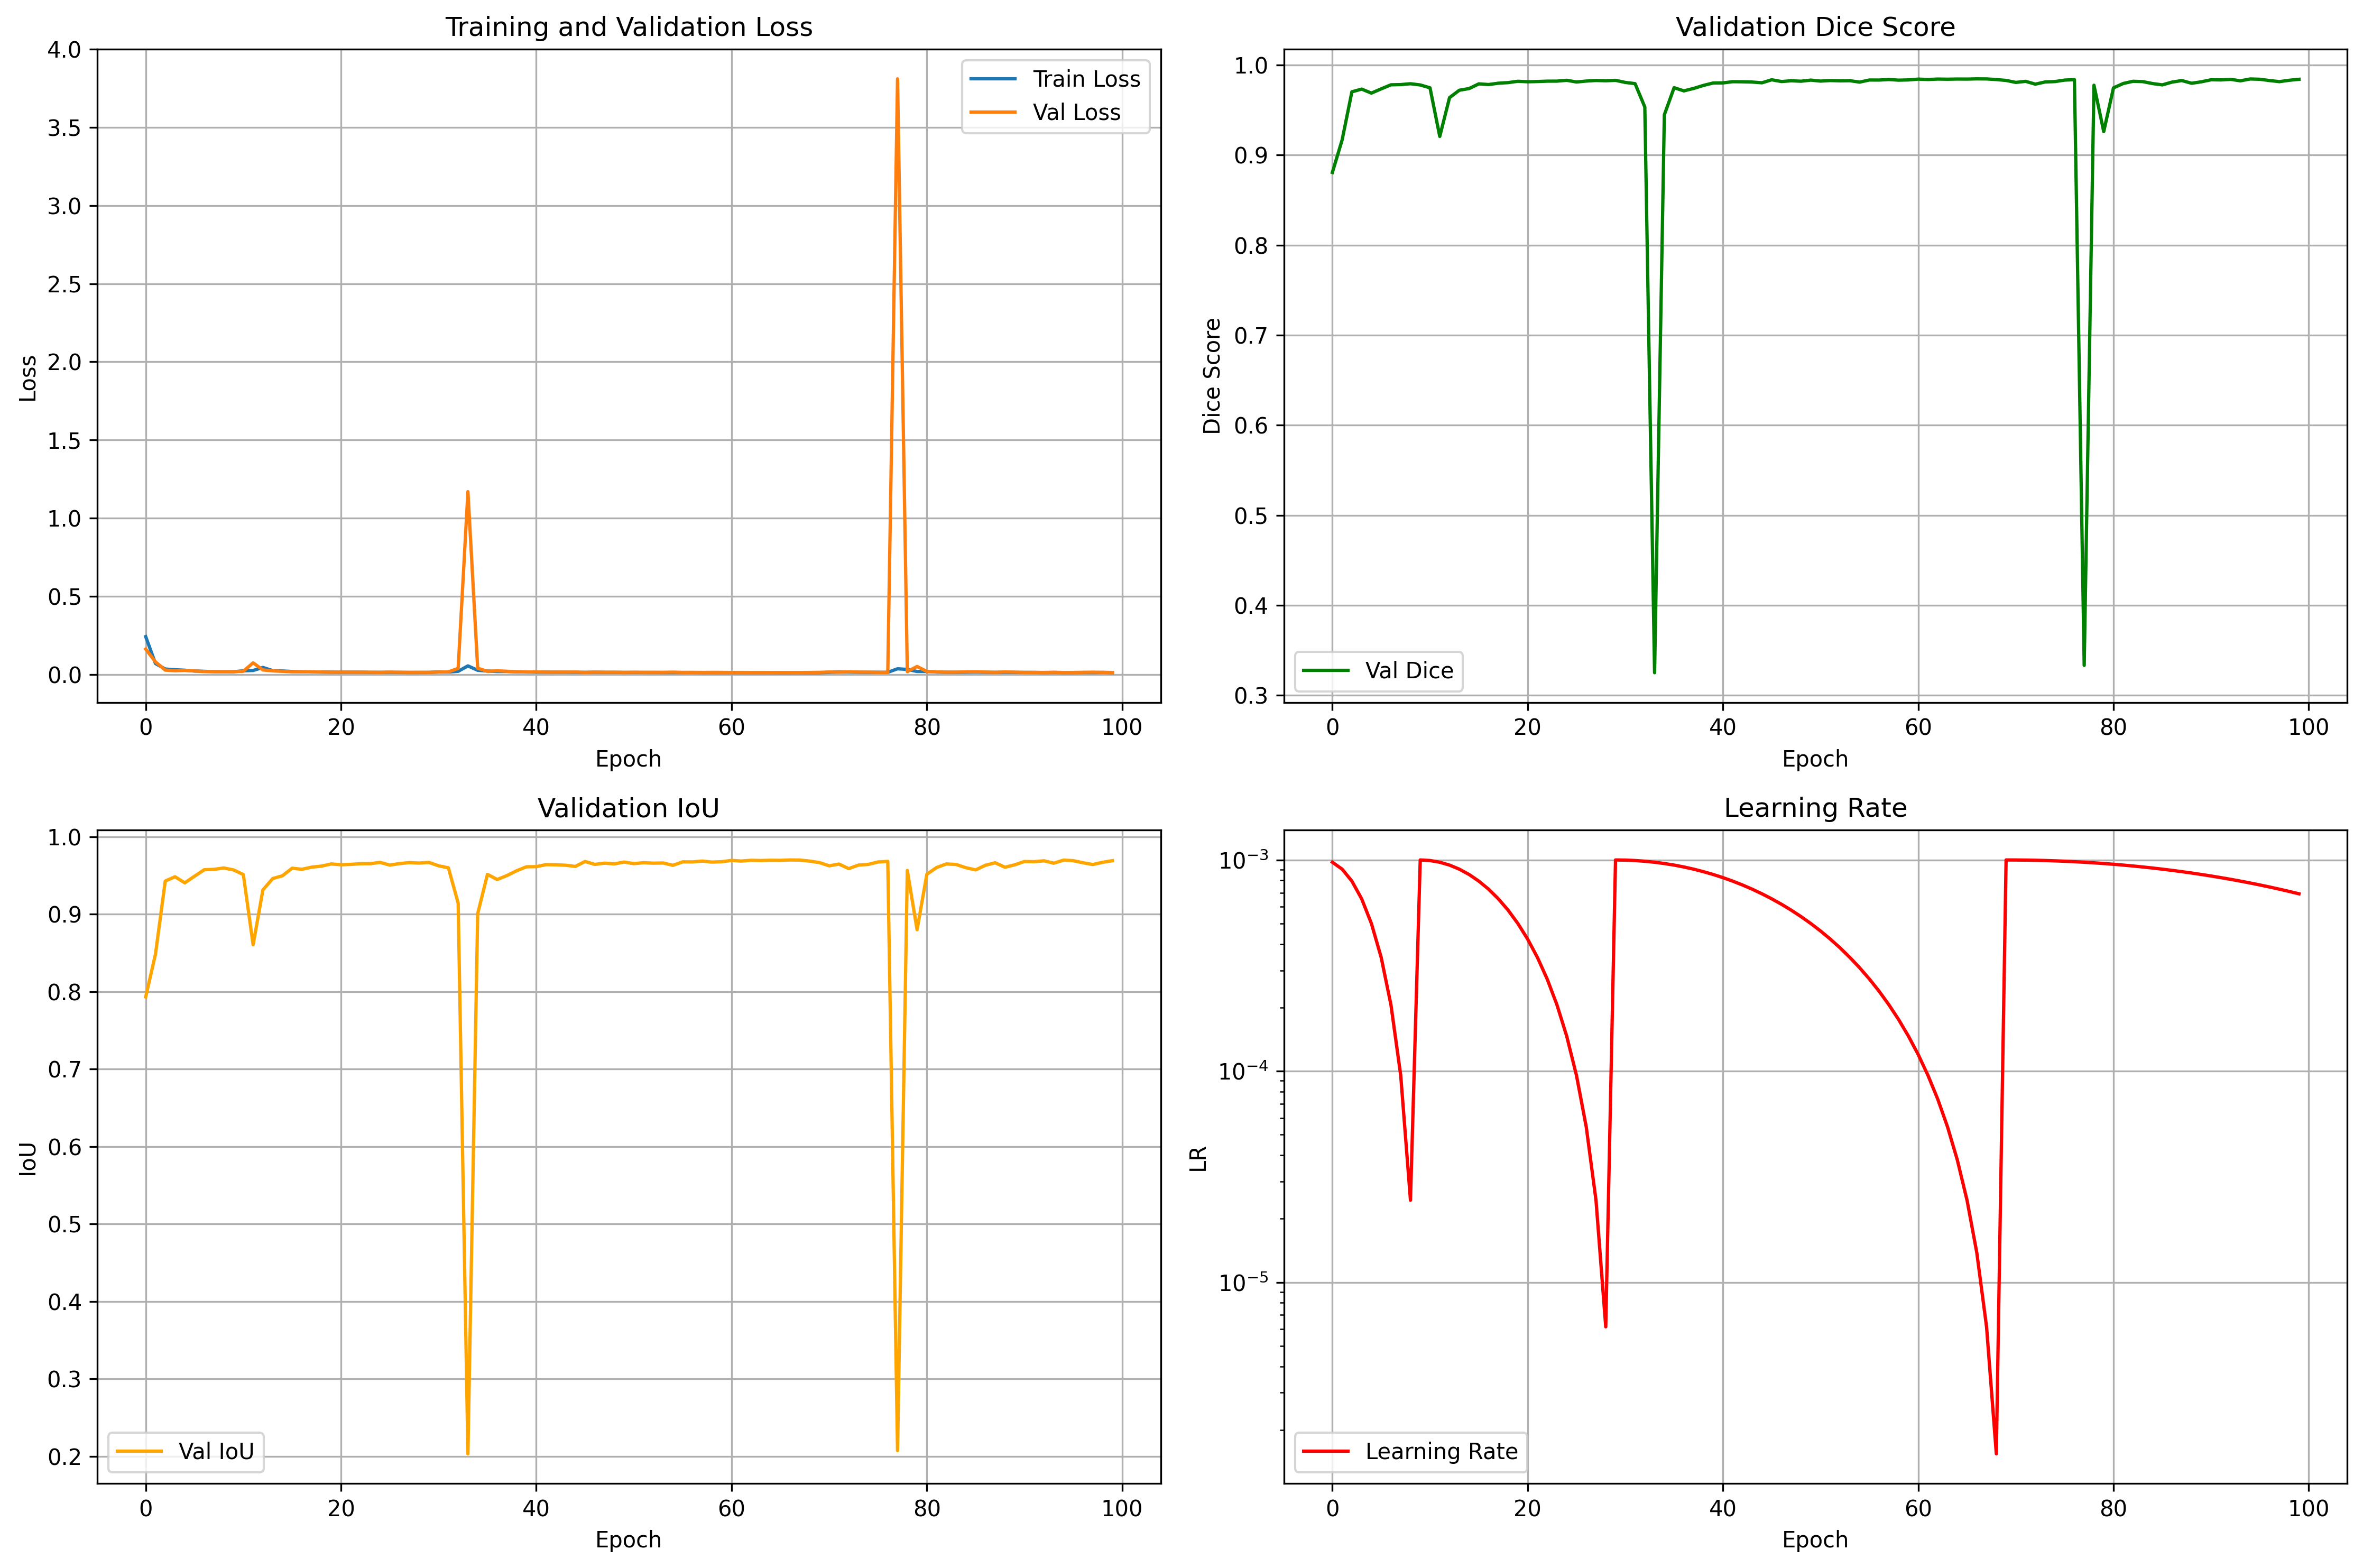 Training and Validation Loss
4.0
3.5
3.0
2.5
2.0
1.5
1.0
0.5
0.0
Loss
Train Loss
Val Loss
0 20 40 60 80 100
Epoch
Validation Dice Score
1.0
0.9
0.8
0.7
0.6
0.5
0.4
0.3
Dice Score
Val Dice
0 20 40 60 80 100
Epoch
Validation IoU
1.0
0.9
0.8
0.7
0.6
0.5
0.4
0.3
0.2
IoU
Val IoU
0 20 40 60 80 100
Epoch
Learning Rate
10⁻³
10⁻⁴
10⁻⁵
LR
Learning Rate
0 20 40 60 80 100
Epoch